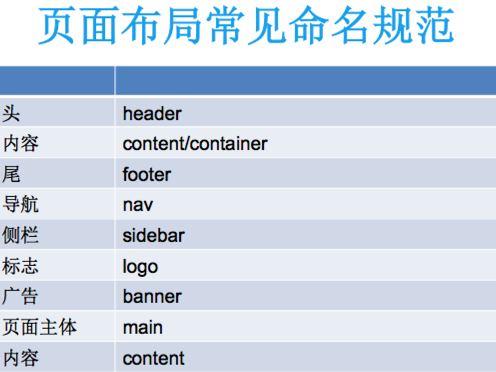 页面布局常见命名规范
头 header
内容 content/container
尾 footer
导航 nav
侧栏 sidebar
标志 logo
广告 banner
页面主体 main
内容 content